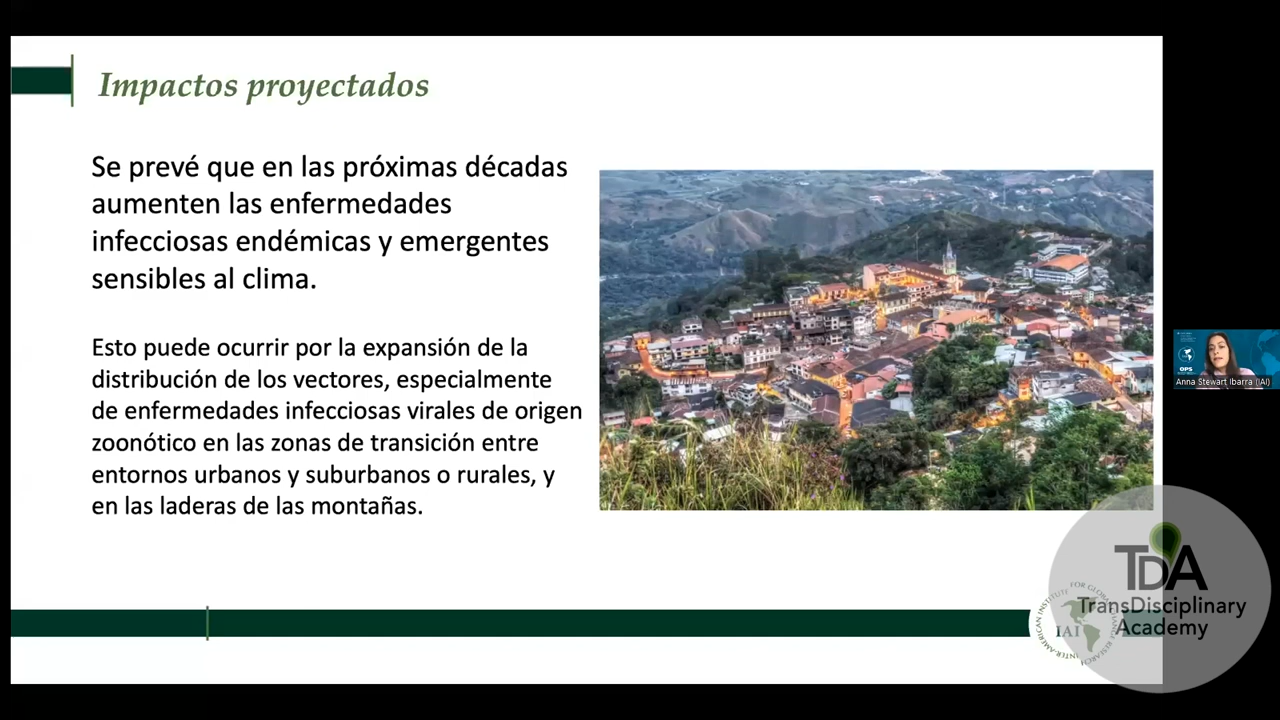 Impactos proyectados
Se prevé que en las próximas décadas
aumenten las enfermedades
infecciosas endémicas y emergentes
sensibles al clima.
Esto puede ocurrir por la expansión de la
distribución de los vectores, especialmente
de enfermedades infecciosas virales de origen
zoonótico en las zonas de transición entre
entornos urbanos y suburbanos o rurales, y
en las laderas de las montañas.
OPS
Anna Stewart Ibarra (IAI)
TDA
TransDisciplinary
Academy
IAI